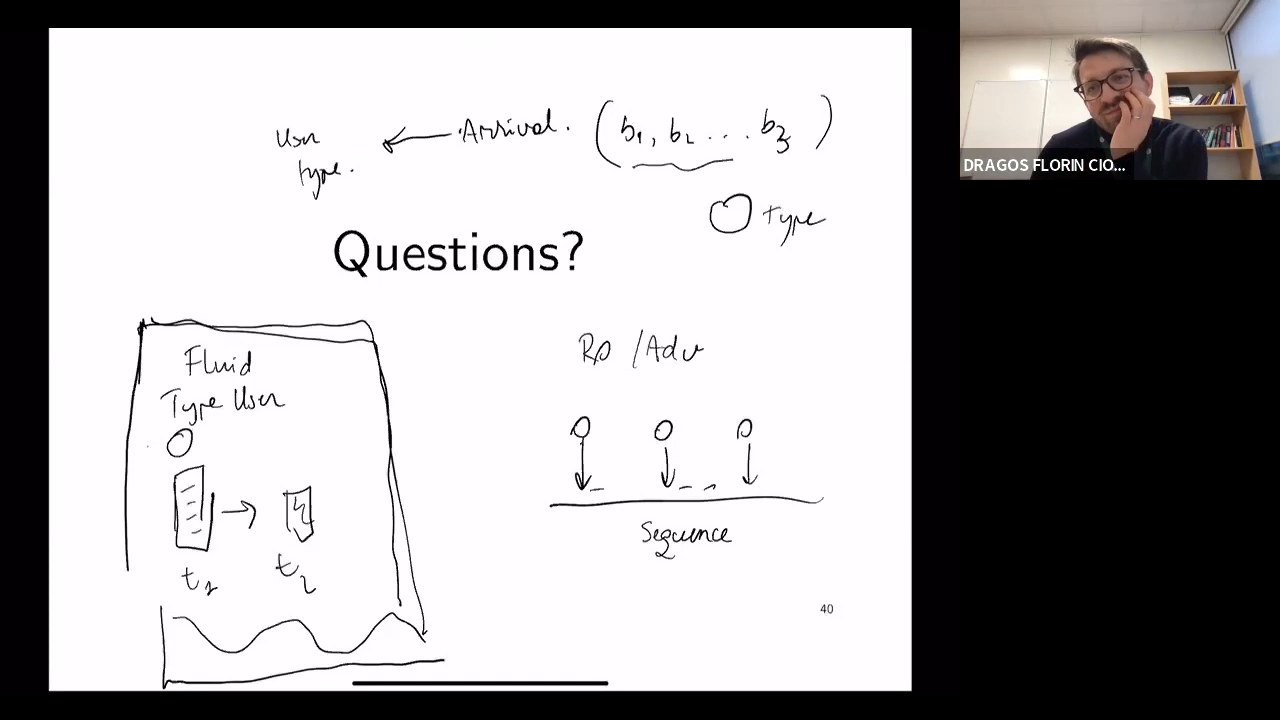 User ← Arrival. (b1, b2 ... b3)
type.
type
Questions?
Fluid
Type User
Ro / Adv
t1 → t2
Sequence
40
DRAGOS FLORIN CIO...